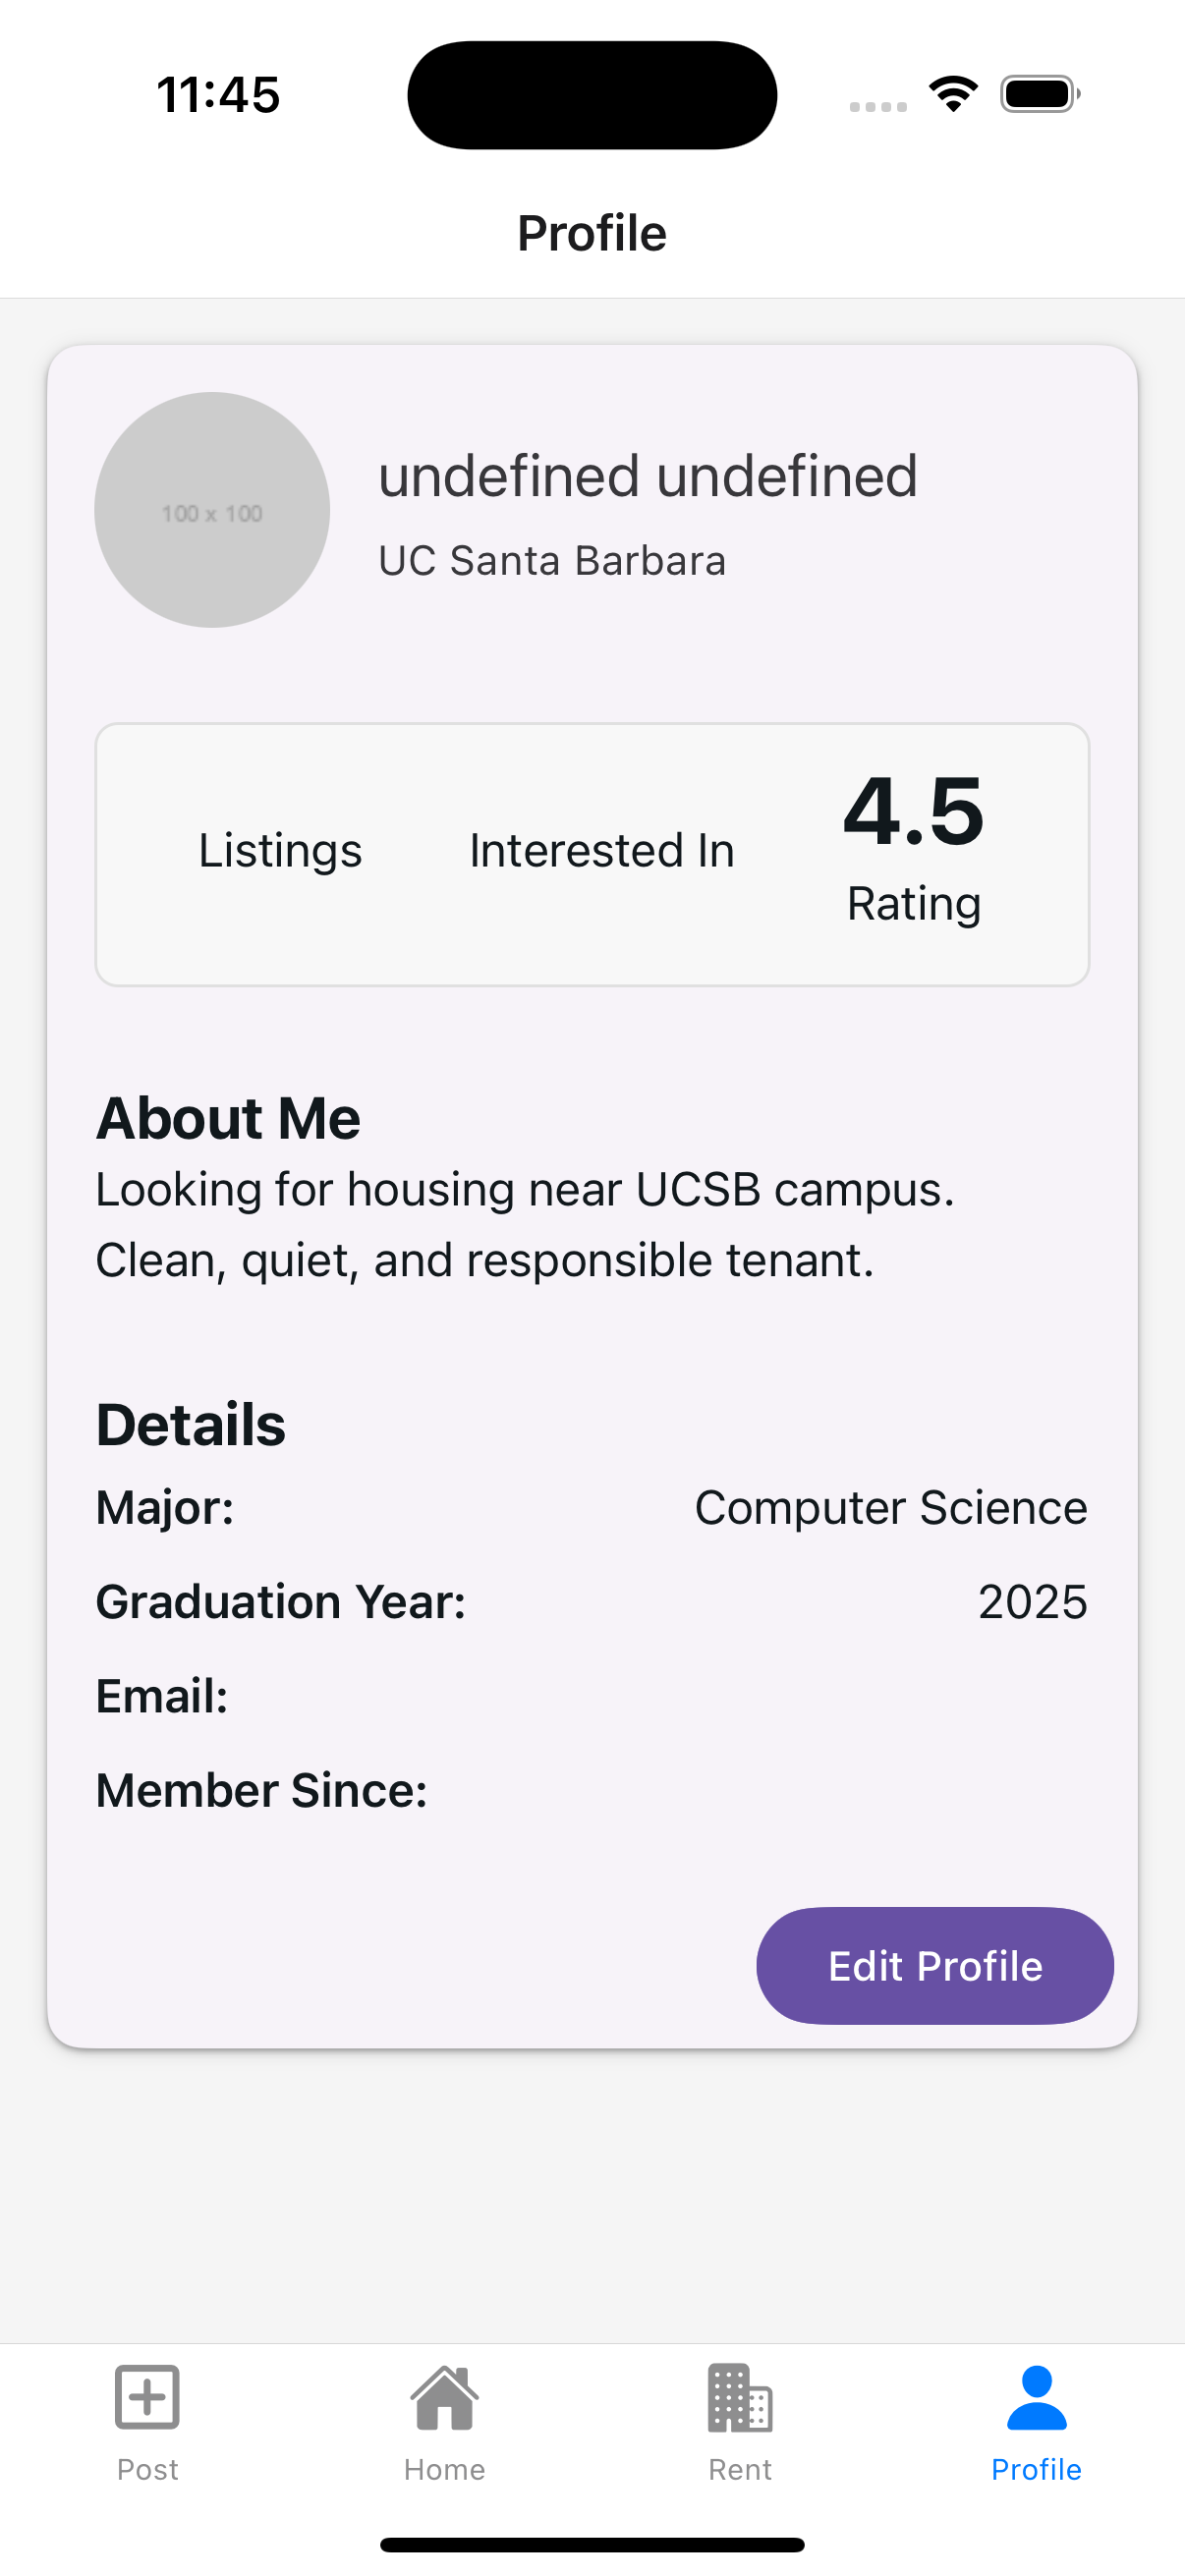 11:45
Profile
100 x 100
undefined undefined
UC Santa Barbara
Listings
Interested In
4.5
Rating
About Me
Looking for housing near UCSB campus.
Clean, quiet, and responsible tenant.
Details
Major: Computer Science
Graduation Year: 2025
Email:
Member Since:
Edit Profile
Post Home Rent Profile